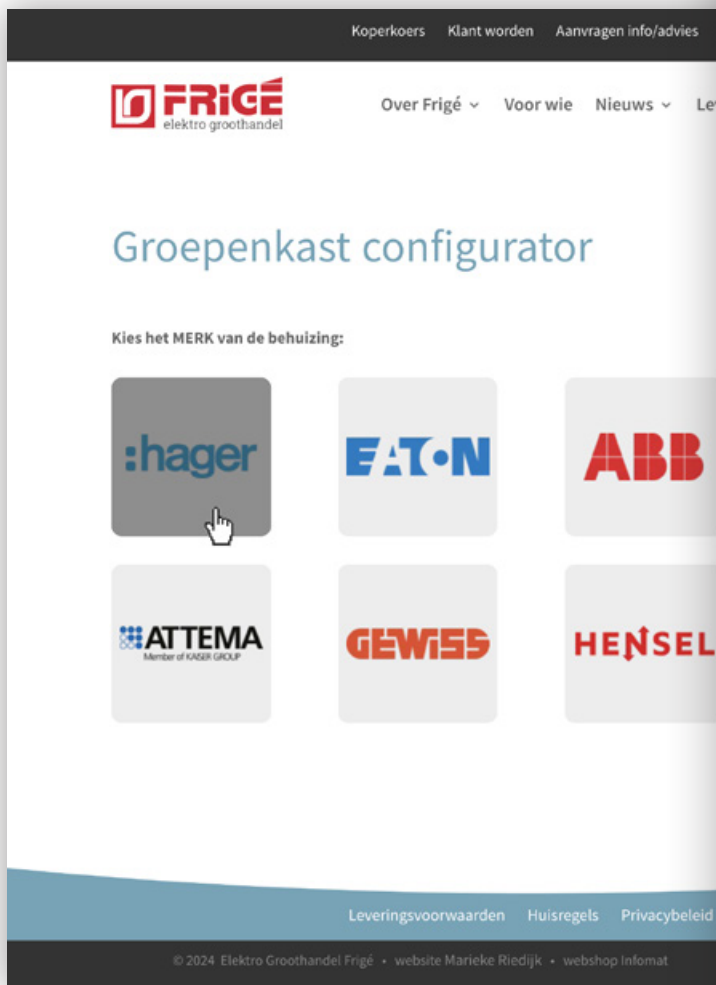 Koperkoers Klant worden Aanvragen info/advies
FRIGÉ
elektro groothandel
Over Frigé Voor wie Nieuws Le
Groepenkast configurator
Kies het MERK van de behuizing:
:hager EATON ABB
ATTEMA GEWISS HENSEL
Member of KAISER GROUP
Leveringsvoorwaarden Huisregels Privacybeleid
© 2024 Elektro Groothandel Frigé • website Marieke Riedijk • webshop Infomat